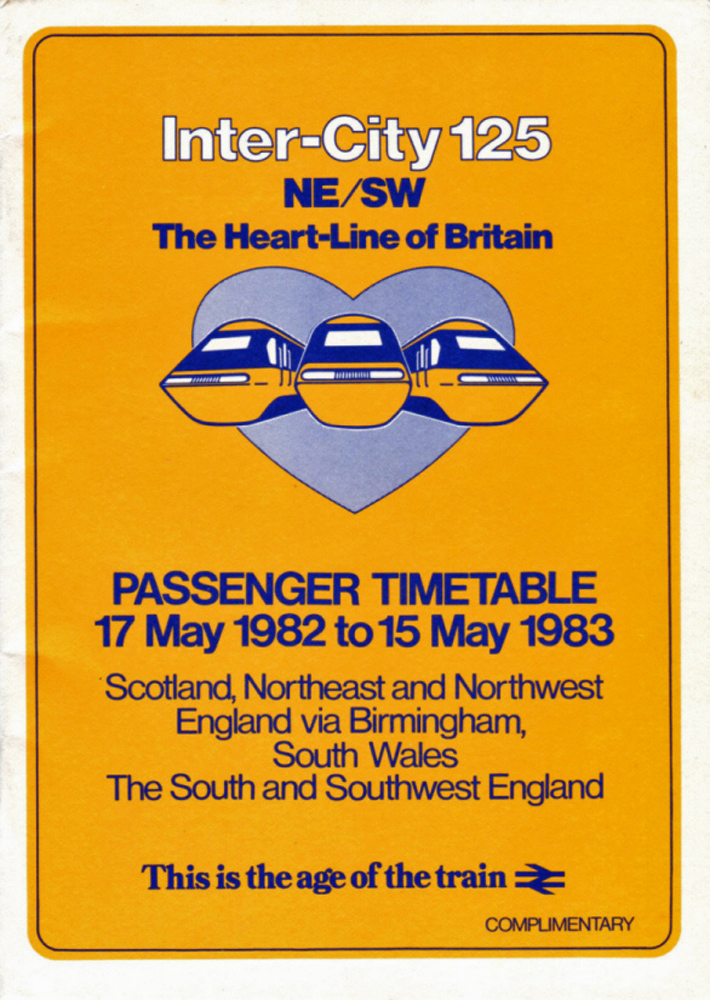 Inter-City 125
NE/SW
The Heart-Line of Britain
PASSENGER TIMETABLE
17 May 1982 to 15 May 1983
Scotland, Northeast and Northwest
England via Birmingham,
South Wales
The South and Southwest England
This is the age of the train
COMPLIMENTARY